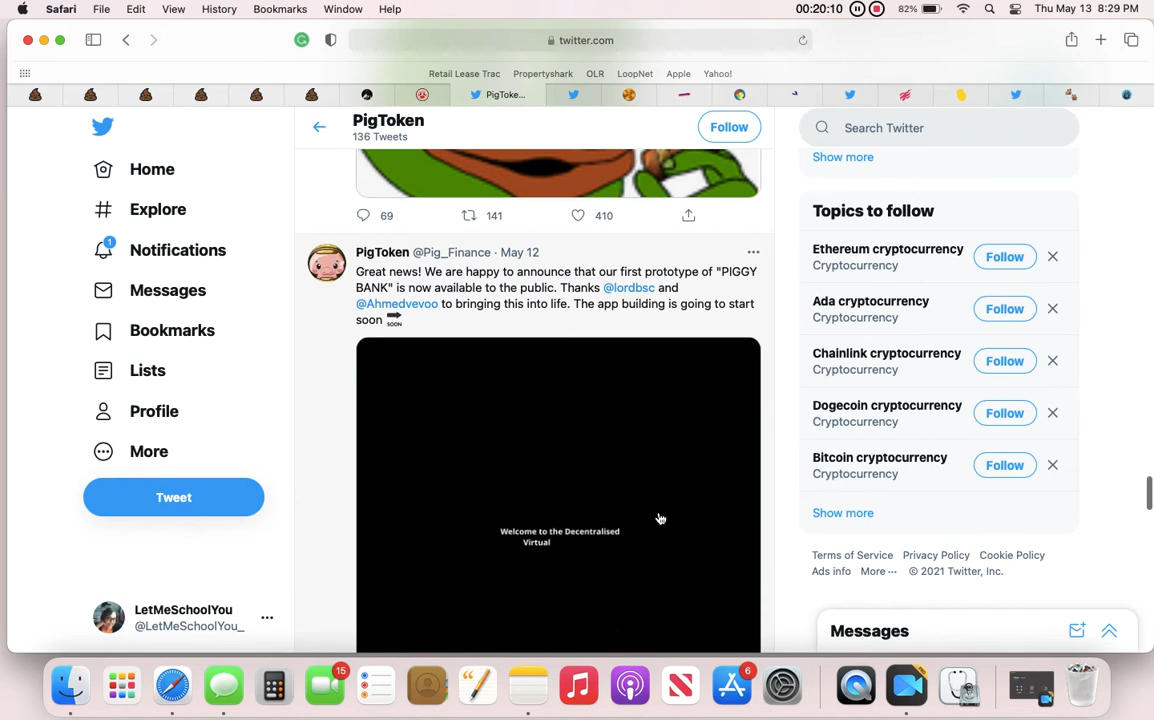 Safari File Edit View History Bookmarks Window Help 00:20:10 82% Thu May 13 8:29 PM
twitter.com
Retail Lease Trac Propertyshark OLR LoopNet Apple Yahoo!
PigToke...
PigToken
136 Tweets
Follow
Search Twitter
Home
Explore
1
Notifications
Messages
Bookmarks
Lists
Profile
More
Tweet
LetMeSchoolYou
@LetMeSchoolYou_
69 141 410
PigToken @Pig_Finance · May 12
Great news! We are happy to announce that our first prototype of "PIGGY
BANK" is now available to the public. Thanks @lordbsc and
@Ahmedvevoo to bringing this into life. The app building is going to start
soon SOON
Welcome to the Decentralised
Virtual
Show more
Topics to follow
Ethereum cryptocurrency
Cryptocurrency
Follow
Ada cryptocurrency
Cryptocurrency
Follow
Chainlink cryptocurrency
Cryptocurrency
Follow
Dogecoin cryptocurrency
Cryptocurrency
Follow
Bitcoin cryptocurrency
Cryptocurrency
Follow
Show more
Terms of Service Privacy Policy Cookie Policy
Ads info More ··· © 2021 Twitter, Inc.
Messages
15
6